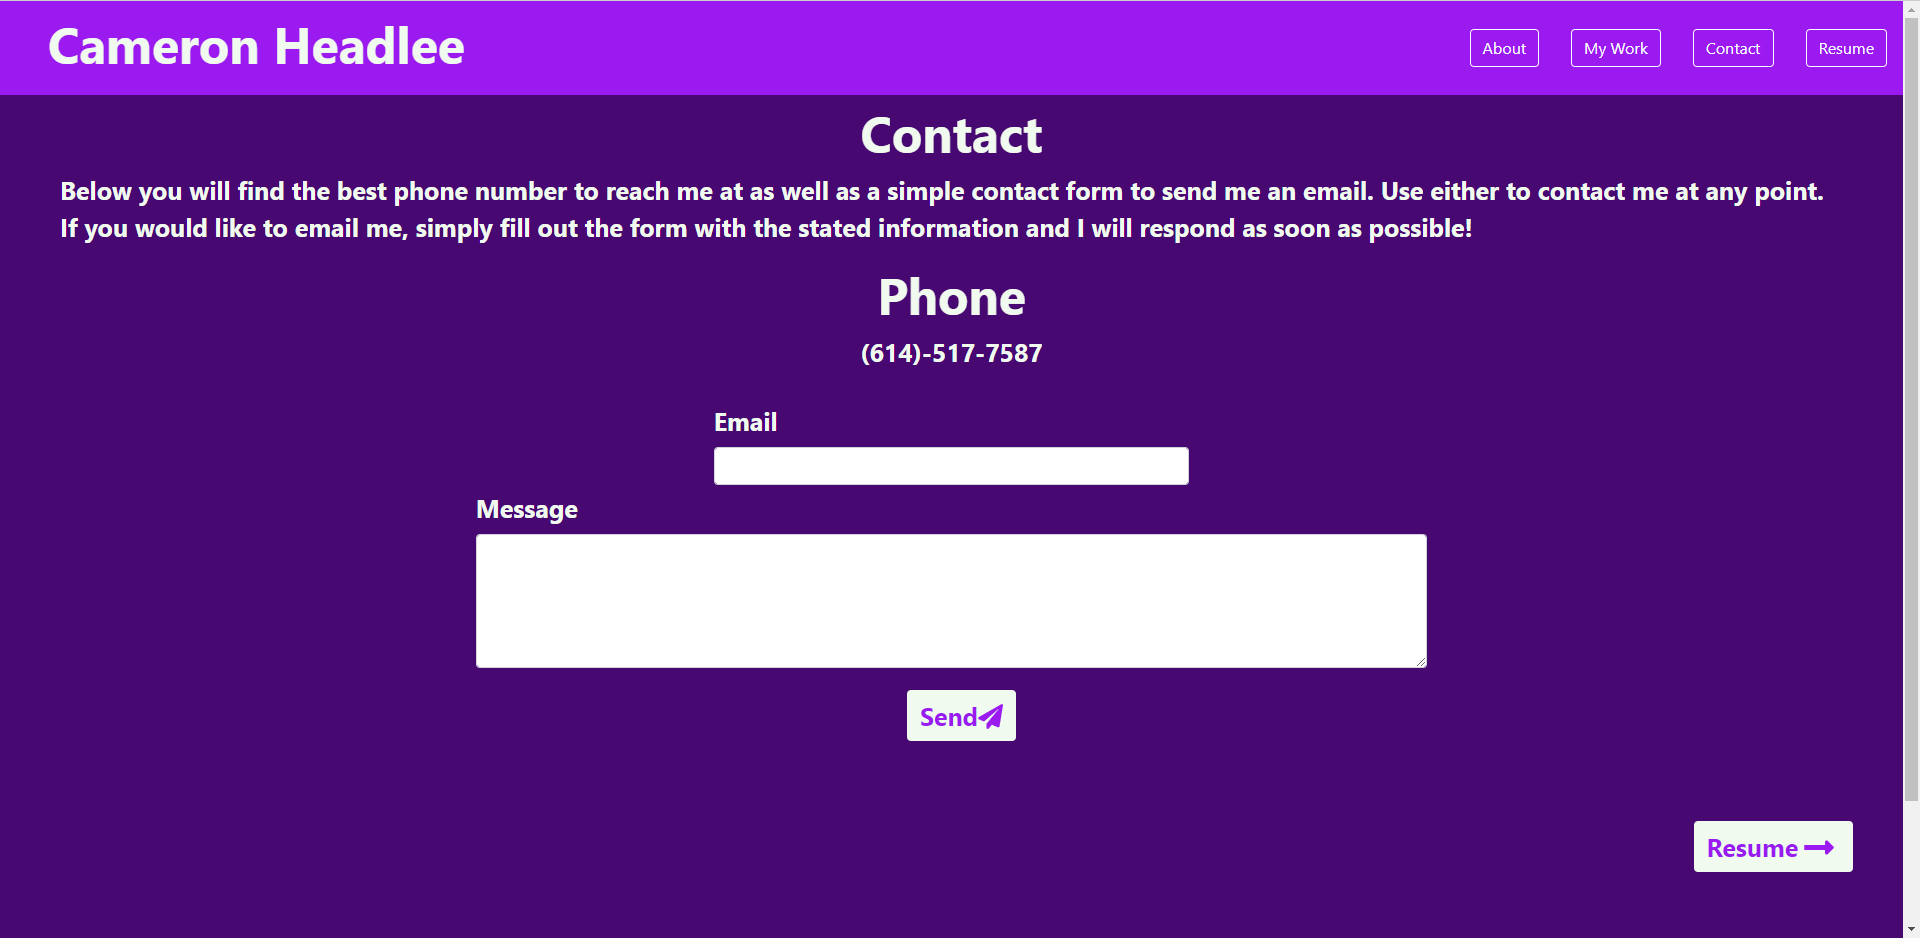 Cameron Headlee
About
My Work
Contact
Resume
Contact
Below you will find the best phone number to reach me at as well as a simple contact form to send me an email. Use either to contact me at any point.
If you would like to email me, simply fill out the form with the stated information and I will respond as soon as possible!
Phone
(614)-517-7587
Email
Message
Send
Resume